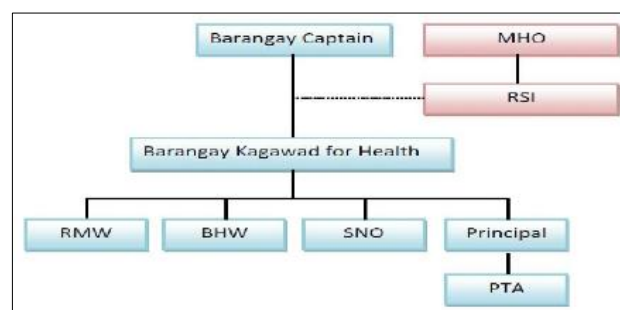 Barangay Captain
MHO
RSI
Barangay Kagawad for Health
RMW
BHW
SNO
Principal
PTA